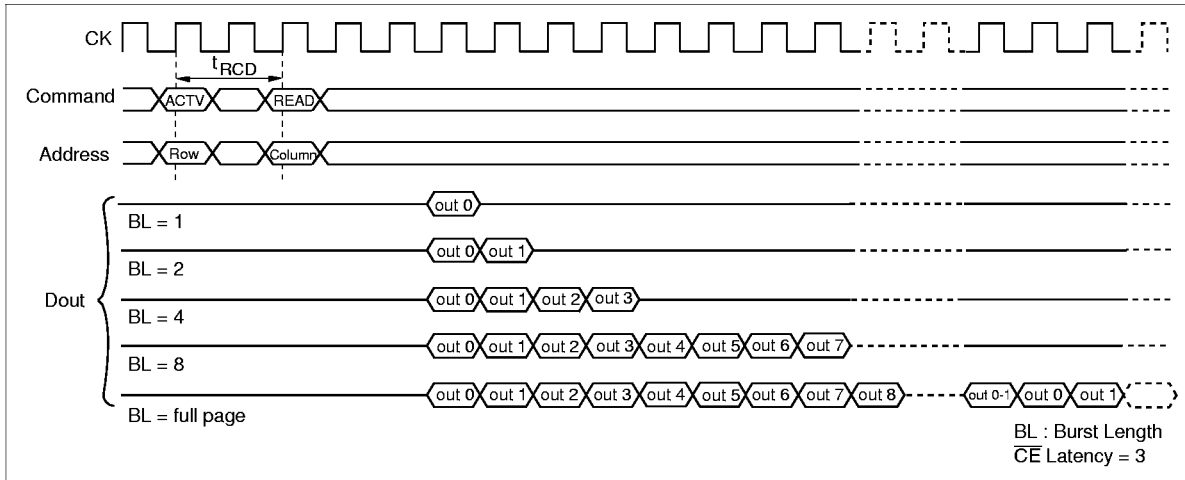 CK
tRCD
Command ACTV READ
Address Row Column
out 0
BL = 1
out 0 out 1
BL = 2
Dout
out 0 out 1 out 2 out 3
BL = 4
out 0 out 1 out 2 out 3 out 4 out 5 out 6 out 7
BL = 8
out 0 out 1 out 2 out 3 out 4 out 5 out 6 out 7 out 8 out 0-1 out 0 out 1
BL = full page
BL : Burst Length
CE Latency = 3